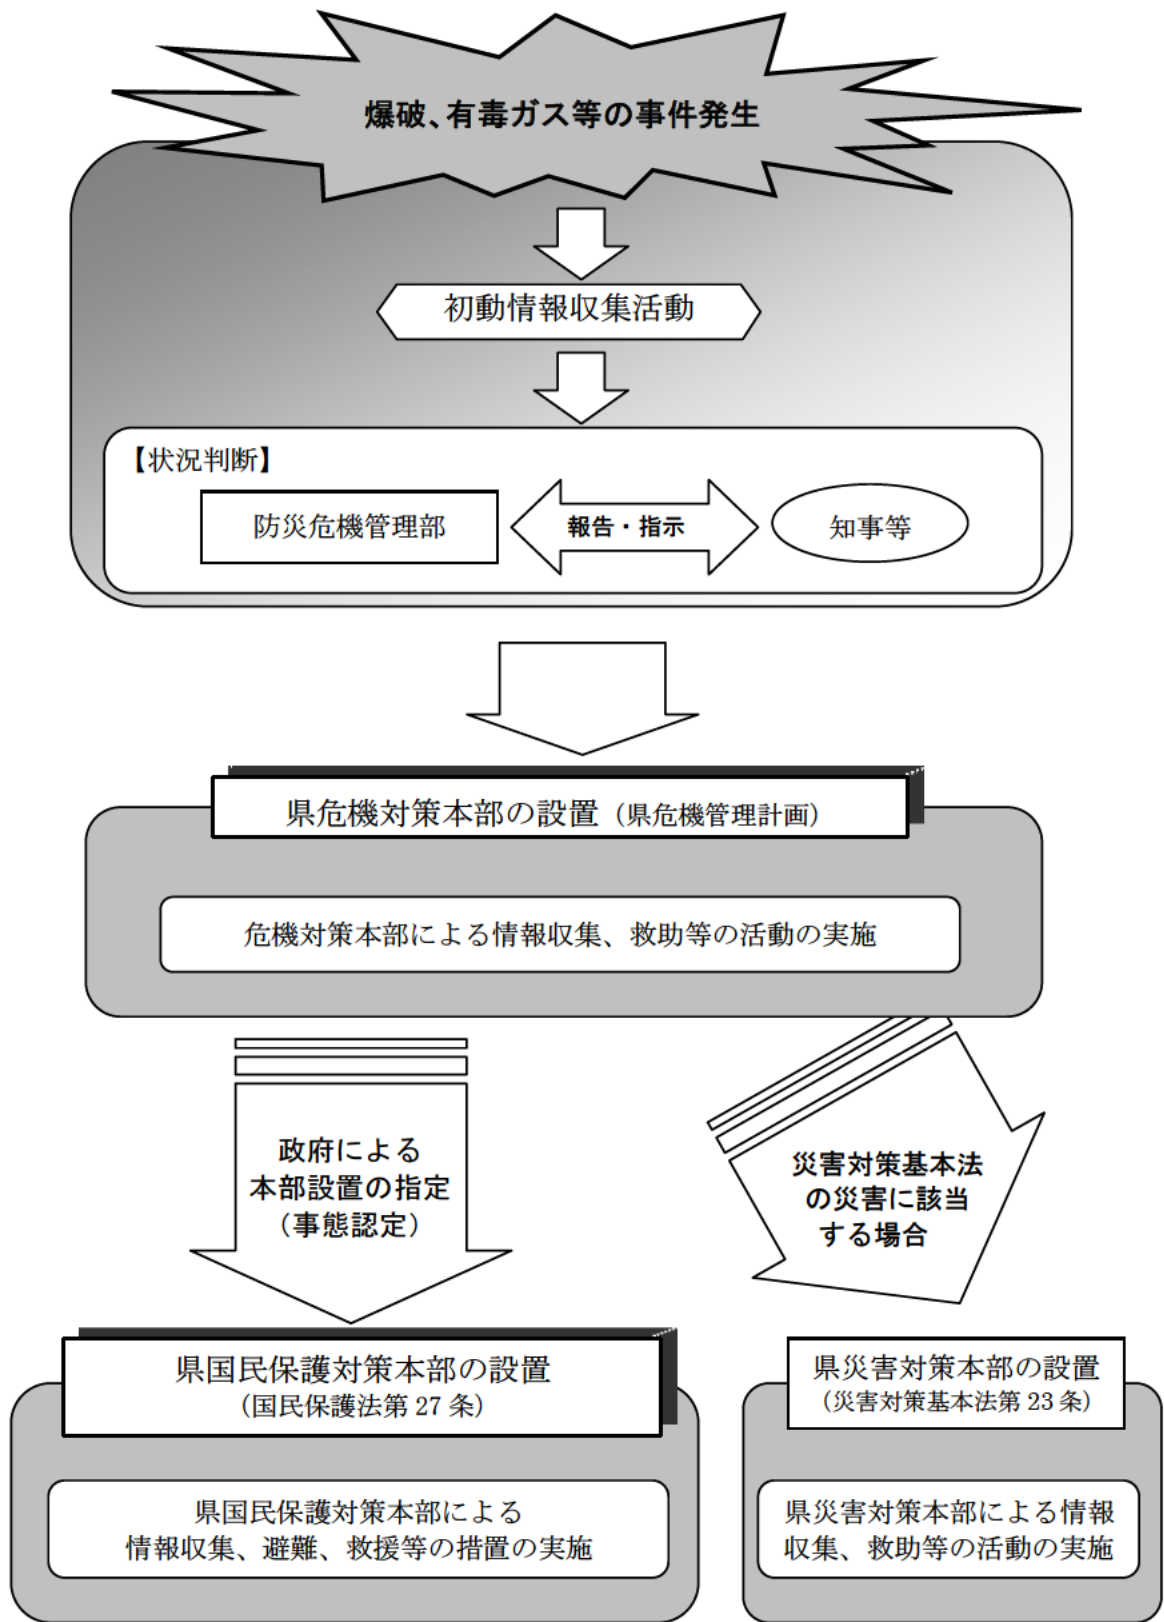 爆破、有毒ガス等の事件発生
初動情報収集活動
【状況判断】
防災危機管理部
報告・指示
知事等
県危機対策本部の設置（県危機管理計画）
危機対策本部による情報収集、救助等の活動の実施
政府による
本部設置の指定
（事態認定）
災害対策基本法
の災害に該当
する場合
県国民保護対策本部の設置
（国民保護法第 27 条）
県国民保護対策本部による
情報収集、避難、救援等の措置の実施
県災害対策本部の設置
（災害対策基本法第 23 条）
県災害対策本部による情報
収集、救助等の活動の実施